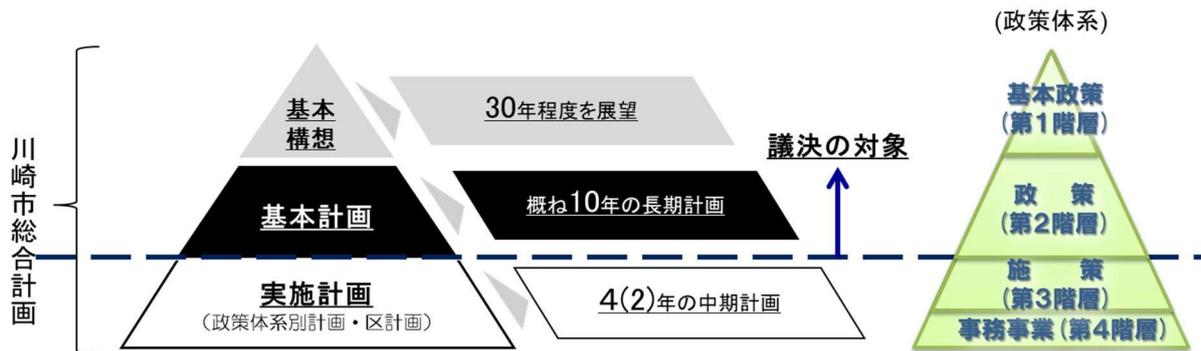 川崎市総合計画
基本
構想
30年程度を展望
基本計画
概ね10年の長期計画
実施計画
(政策体系別計画・区計画)
4(2)年の中期計画
議決の対象
(政策体系)
基本政策
(第1階層)
政 策
(第2階層)
施 策
(第3階層)
事務事業(第4階層)